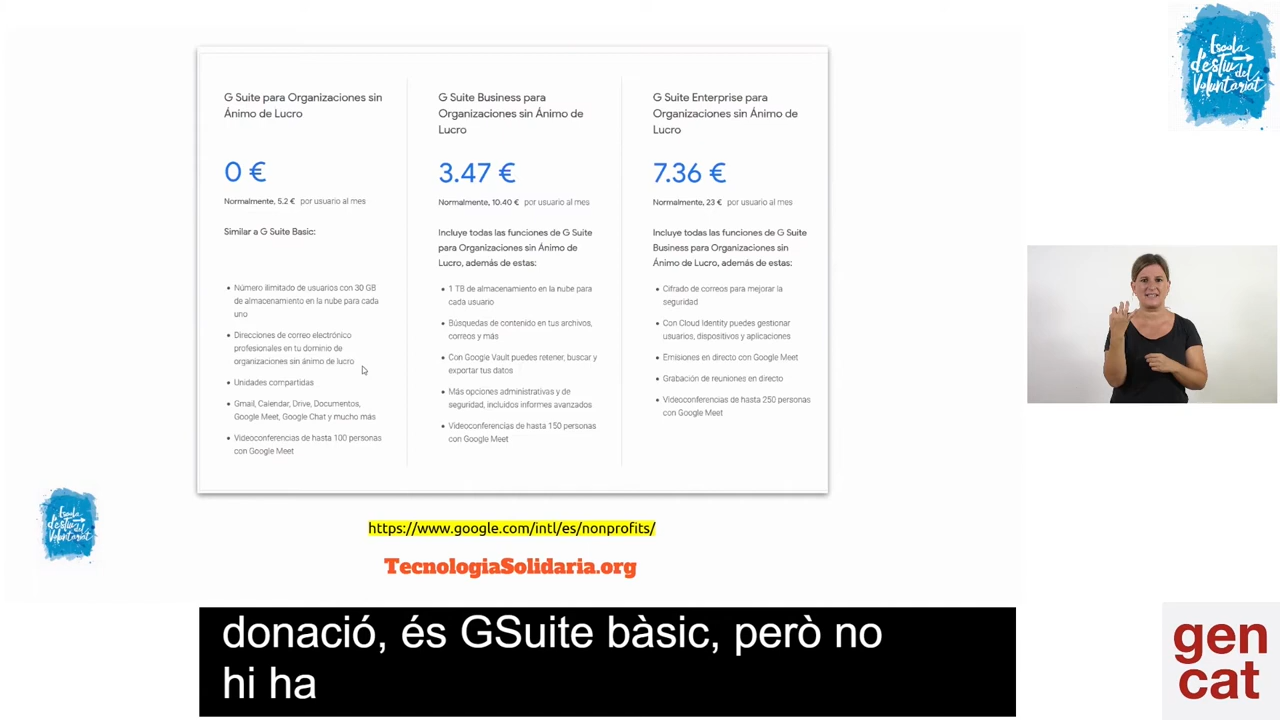 G Suite para Organizaciones sin
Ánimo de Lucro
0 €
Normalmente, 5.2 € por usuario al mes
Similar a G Suite Basic:
• Número ilimitado de usuarios con 30 GB
de almacenamiento en la nube para cada
uno
• Direcciones de correo electrónico
profesionales en tu dominio de
organizaciones sin ánimo de lucro
• Unidades compartidas
• Gmail, Calendar, Drive, Documentos,
Google Meet, Google Chat y mucho más
• Videoconferencias de hasta 100 personas
con Google Meet
G Suite Business para
Organizaciones sin Ánimo de
Lucro
3.47 €
Normalmente, 10.40 € por usuario al mes
Incluye todas las funciones de G Suite
para Organizaciones sin Ánimo de
Lucro, además de estas:
• 1 TB de almacenamiento en la nube para
cada usuario
• Búsquedas de contenido en tus archivos,
correos y más
• Con Google Vault puedes retener, buscar y
exportar tus datos
• Más opciones administrativas y de
seguridad, incluidos informes avanzados
• Videoconferencias de hasta 150 personas
con Google Meet
G Suite Enterprise para
Organizaciones sin Ánimo de
Lucro
7.36 €
Normalmente, 23 € por usuario al mes
Incluye todas las funciones de G Suite
Business para Organizaciones sin
Ánimo de Lucro, además de estas:
• Cifrado de correos para mejorar la
seguridad
• Con Cloud Identity puedes gestionar
usuarios, dispositivos y aplicaciones
• Emisiones en directo con Google Meet
• Grabación de reuniones en directo
• Videoconferencias de hasta 250 personas
con Google Meet
https://www.google.com/intl/es/nonprofits/
TecnologiaSolidaria.org
donació, és GSuite bàsic, però no
hi ha
Escola
d'estiu
del
Voluntariat
Escola
d'estiu
del
Voluntariat
gen
cat